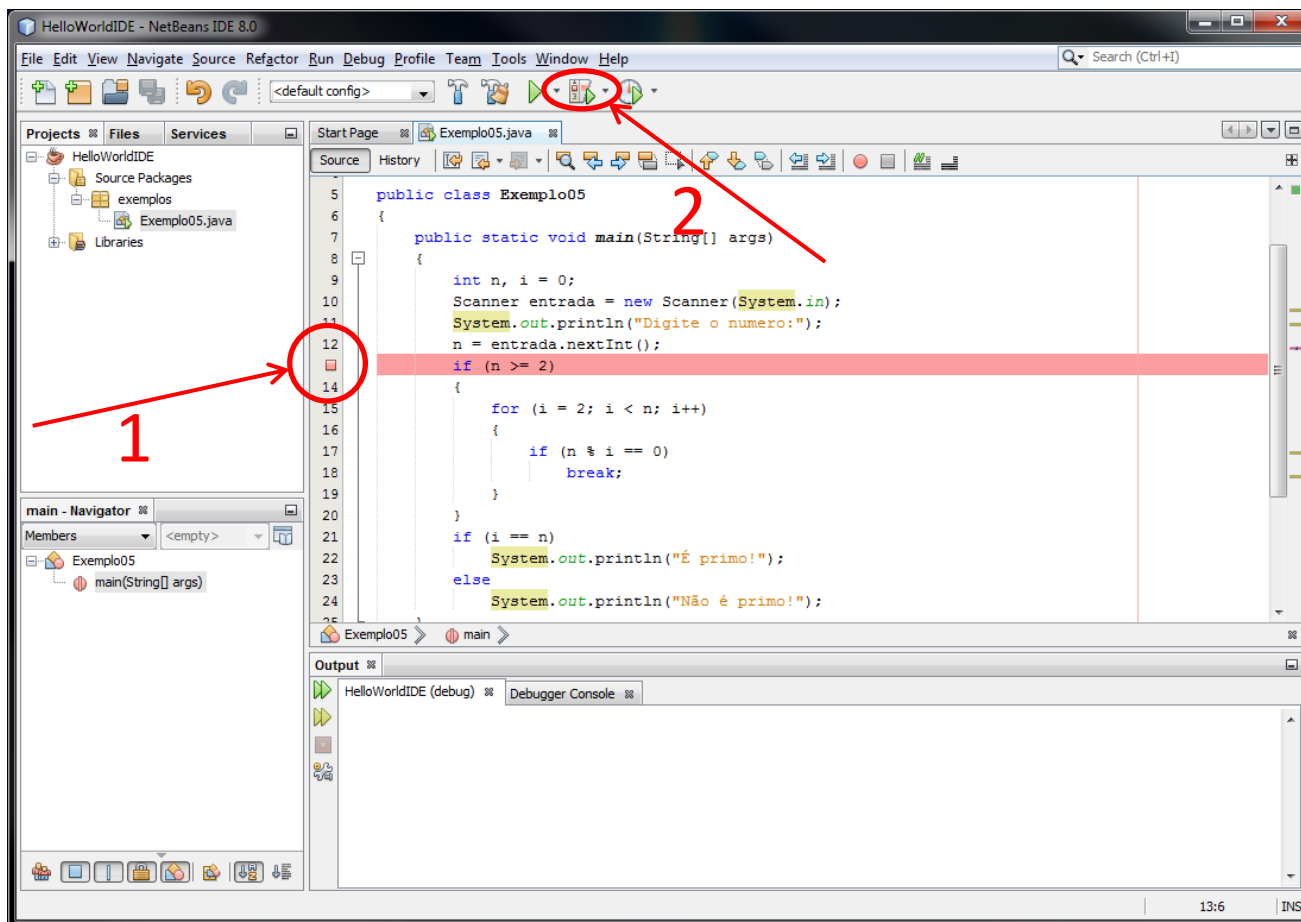 HelloWorldIDE - NetBeans IDE 8.0
File Edit View Navigate Source Refactor Run Debug Profile Team Tools Window Help
Search (Ctrl+I)
<default config>
Projects Files Services
HelloWorldIDE
Source Packages
exemplos
Exemplo05.java
Libraries
Start Page Exemplo05.java
Source History
5 public class Exemplo05
6 {
7 public static void main(String[] args)
8 {
9 int n, i = 0;
10 Scanner entrada = new Scanner(System.in);
11 System.out.println("Digite o numero:");
12 n = entrada.nextInt();
if (n >= 2)
14 {
15 for (i = 2; i < n; i++)
16 {
17 if (n % i == 0)
18 break;
19 }
20 }
21 if (i == n)
22 System.out.println("É primo!");
23 else
24 System.out.println("Não é primo!");
25 }
1
2
Exemplo05 main
main - Navigator
Members <empty>
Exemplo05
main(String[] args)
Output
HelloWorldIDE (debug) Debugger Console
13:6 INS